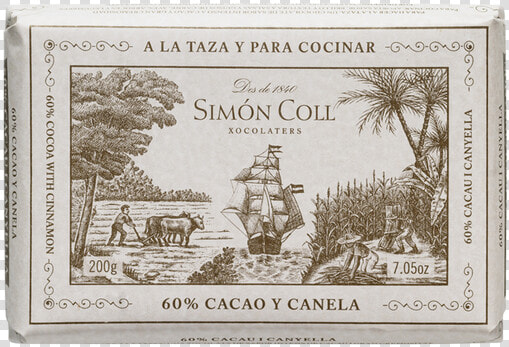 A LA TAZA Y PARA COCINAR
Des de 1840
SIMÓN COLL
XOCOLATERS
200g
7.05oz
60% CACAO Y CANELA
60% COCOA WITH CINNAMON
60% CACAU I CANYELLA
60% CACAO Y CANELA
60% CACAU I CANYELLA
60% CACAU I CANYELLA